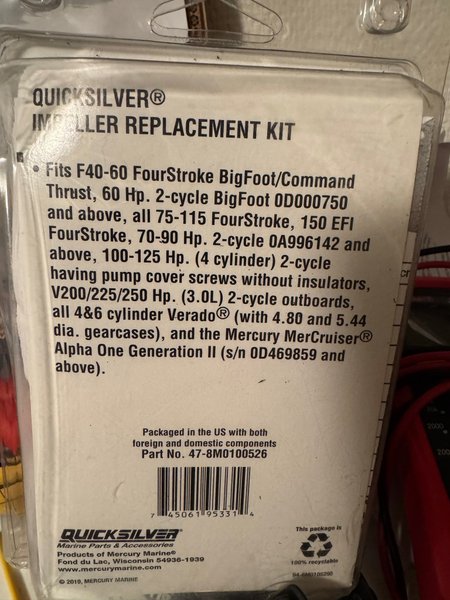 QUICKSILVER®
IMPELLER REPLACEMENT KIT
• Fits F40-60 FourStroke BigFoot/Command
Thrust, 60 Hp. 2-cycle BigFoot 0D000750
and above, all 75-115 FourStroke, 150 EFI
FourStroke, 70-90 Hp. 2-cycle 0A996142 and
above, 100-125 Hp. (4 cylinder) 2-cycle
having pump cover screws without insulators,
V200/225/250 Hp. (3.0L) 2-cycle outboards,
all 4&6 cylinder Verado® (with 4.80 and 5.44
dia. gearcases), and the Mercury MerCruiser®
Alpha One Generation II (s/n 0D469859 and
above).
Packaged in the US with both
foreign and domestic components
Part No. 47-8M0100526
7 45061 95331 4
QUICKSILVER
Marine Parts & Accessories
Products of Mercury Marine®
Fond du Lac, Wisconsin 54936-1939
www.mercurymarine.com
© 2019, MERCURY MARINE
This package is
100% recyclable
200